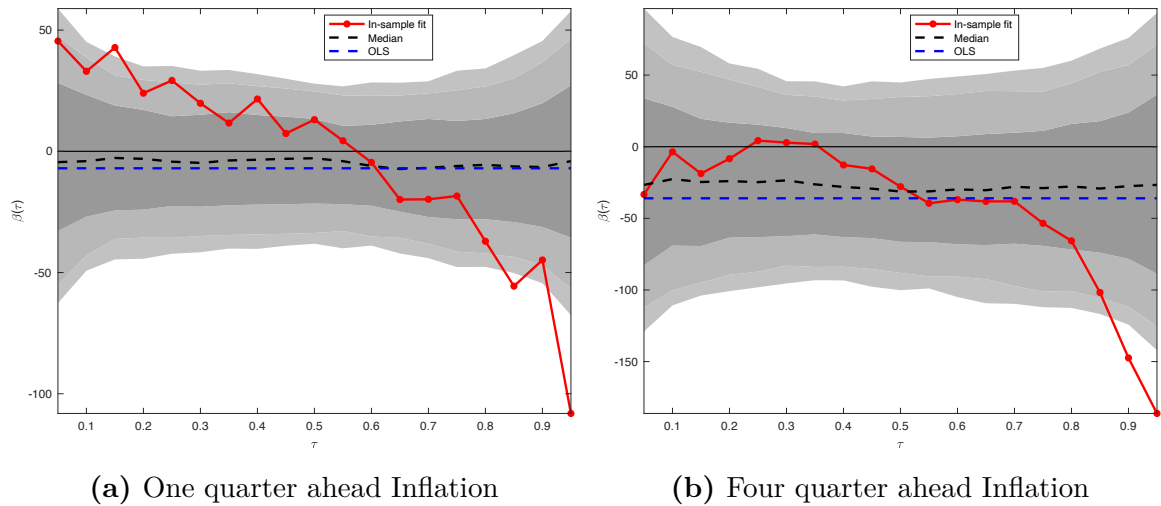 50
0
-50
-100
β(τ)
0.1 0.2 0.3 0.4 0.5 0.6 0.7 0.8 0.9
τ
In-sample fit
Median
OLS
(a) One quarter ahead Inflation
50
0
-50
-100
-150
β(τ)
0.1 0.2 0.3 0.4 0.5 0.6 0.7 0.8 0.9
τ
In-sample fit
Median
OLS
(b) Four quarter ahead Inflation